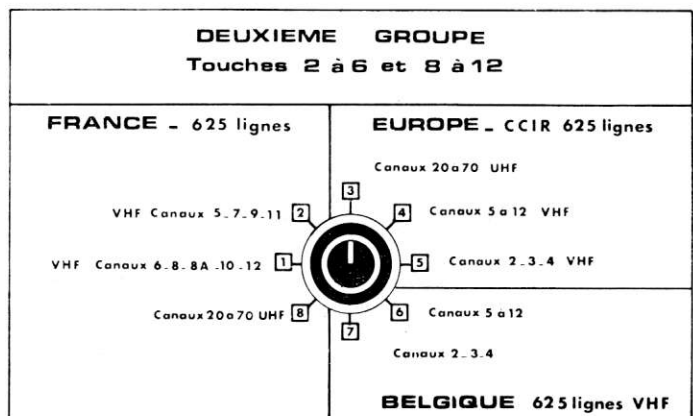 DEUXIEME GROUPE
Touches 2 à 6 et 8 à 12
FRANCE - 625 lignes
EUROPE - CCIR 625 lignes
Canaux 20 a 70 UHF
3
VHF Canaux 5-7-9-11 2
4 Canaux 5 a 12 VHF
VHF Canaux 6-8-8A-10-12 1
5 Canaux 2-3-4 VHF
Canaux 20 a 70 UHF 8
6 Canaux 5 à 12
7
Canaux 2-3-4
BELGIQUE 625 lignes VHF